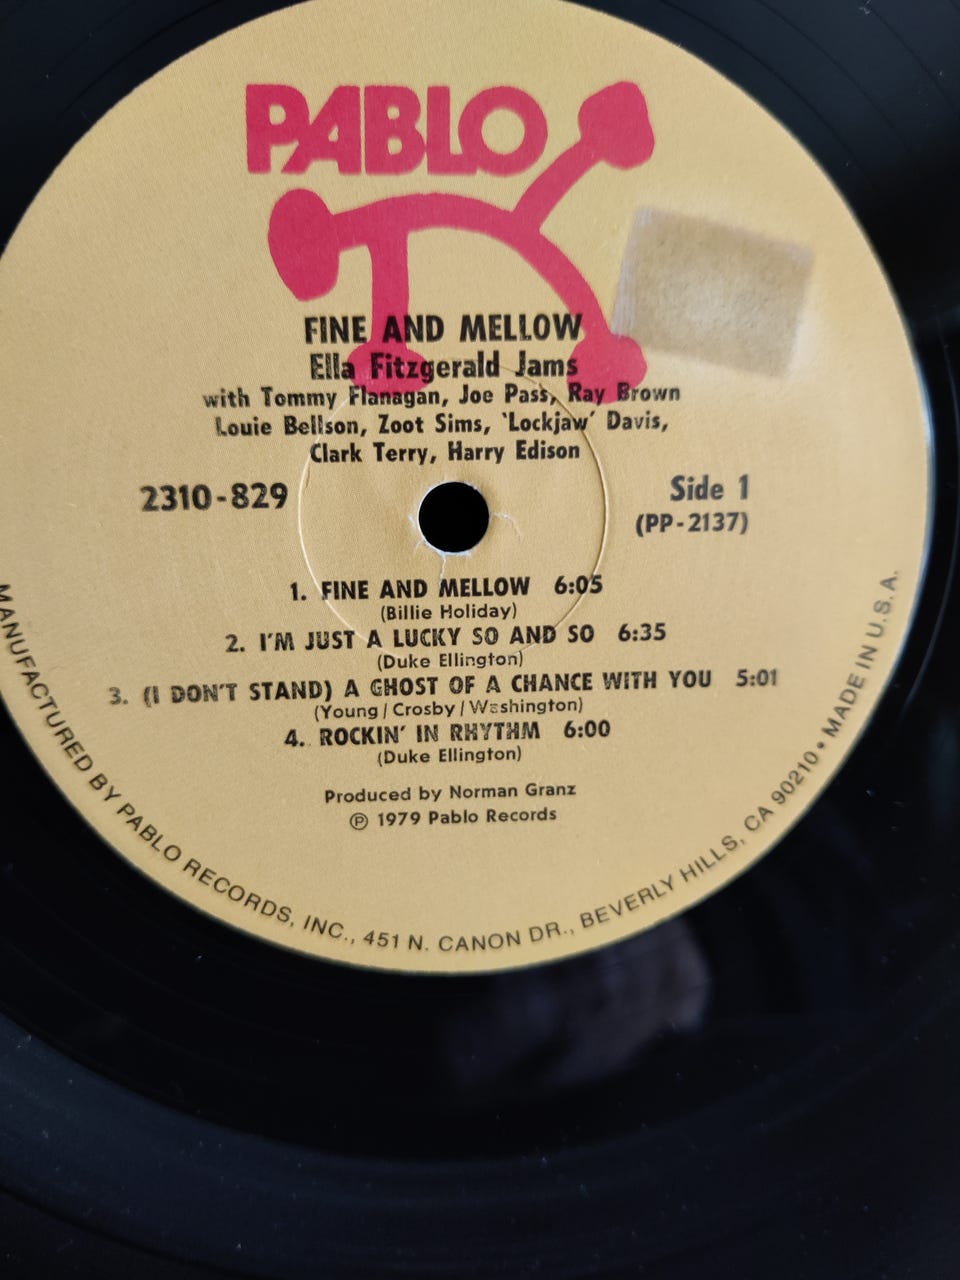 PABLO
FINE AND MELLOW
Ella Fitzgerald Jams
with Tommy Flanagan, Joe Pass, Ray Brown
Louie Bellson, Zoot Sims, 'Lockjaw' Davis,
Clark Terry, Harry Edison
2310-829
Side 1
(PP-2137)
1. FINE AND MELLOW 6:05
(Billie Holiday)
2. I'M JUST A LUCKY SO AND SO 6:35
(Duke Ellington)
3. (I DON'T STAND) A GHOST OF A CHANCE WITH YOU 5:01
(Young / Crosby / Washington)
4. ROCKIN' IN RHYTHM 6:00
(Duke Ellington)
Produced by Norman Granz
℗ 1979 Pablo Records
MANUFACTURED BY PABLO RECORDS, INC., 451 N. CANON DR., BEVERLY HILLS, CA 90210 • MADE IN U.S.A.